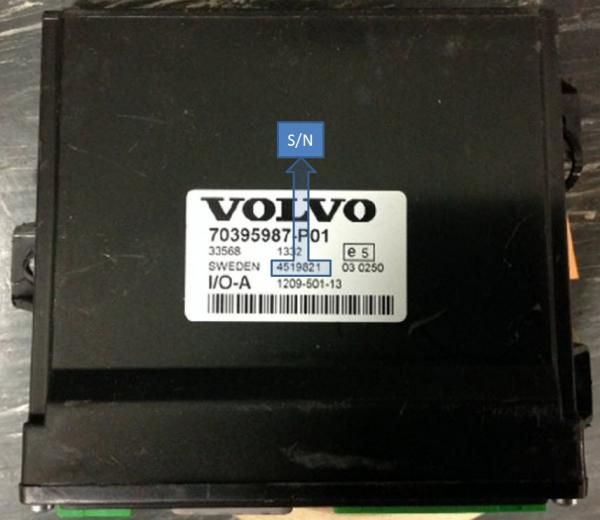 S/N
VOLVO
70395987-P01
33568 1332 e 5
SWEDEN 4519821 03 0250
I/O-A 1209-501-13